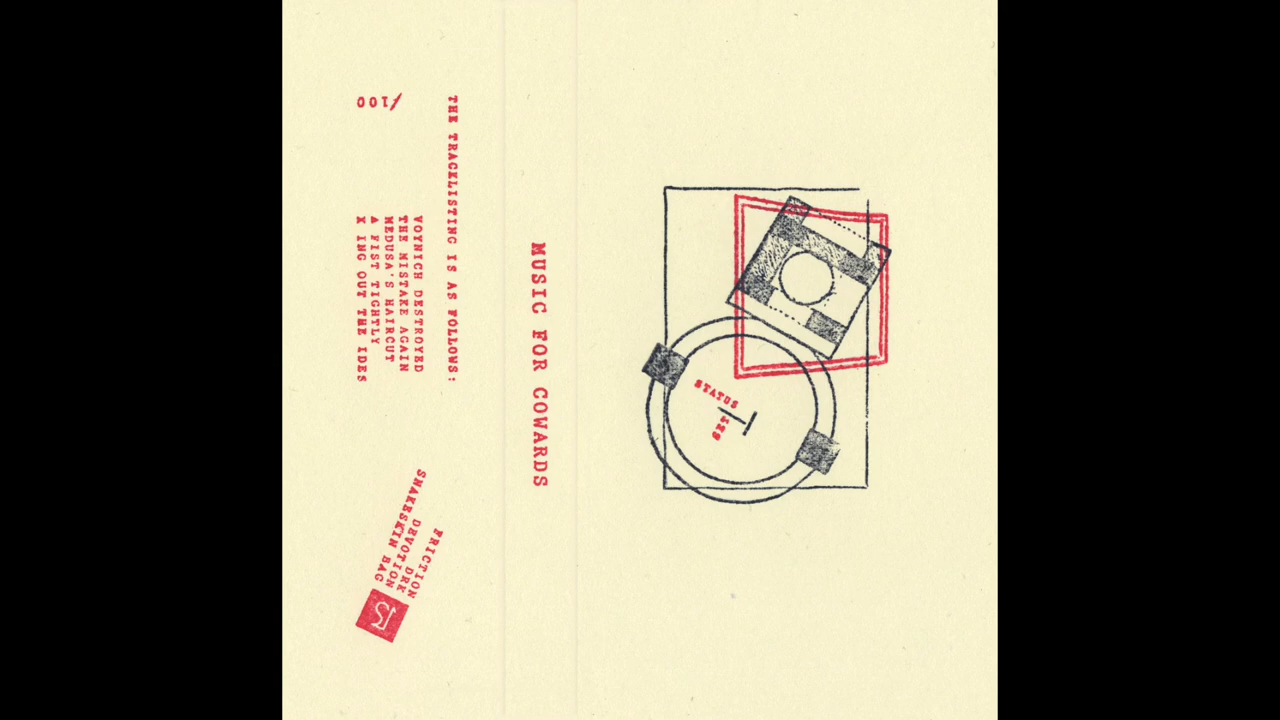 /100
THE TRACKLISTING IS AS FOLLOWS:
VOYNICH DESTROYED
THE MISTAKE AGAIN
MEDUSA'S HAIRCUT
A FIST TIGHTLY
X ING OUT THE IDES
FRICTION
DEVOTION DRK
SNAKESKIN BAG
MUSIC FOR COWARDS
STATUS